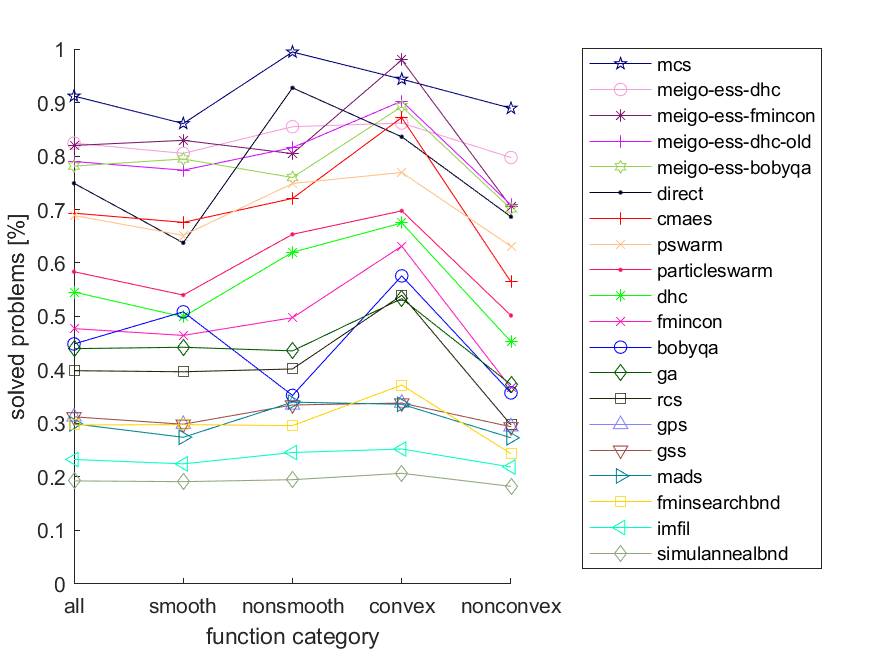 1
0.9
0.8
0.7
0.6
0.5
0.4
0.3
0.2
0.1
0
solved problems [%]
all smooth nonsmooth convex nonconvex
function category
mcs
meigo-ess-dhc
meigo-ess-fmincon
meigo-ess-dhc-old
meigo-ess-bobyqa
direct
cmaes
pswarm
particleswarm
dhc
fmincon
bobyqa
ga
rcs
gps
gss
mads
fminsearchbnd
imfil
simulannealbnd